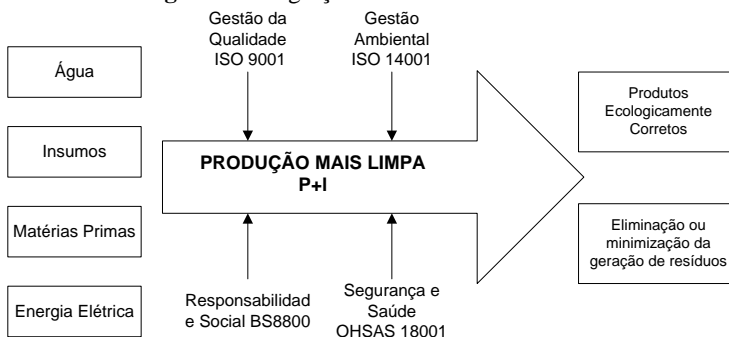 Gestão da
Qualidade
ISO 9001
Gestão
Ambiental
ISO 14001
Água
Insumos
Matérias Primas
Energia Elétrica
PRODUÇÃO MAIS LIMPA
P+l
Responsabilidad
e Social BS8800
Segurança e
Saúde
OHSAS 18001
Produtos
Ecologicamente
Corretos
Eliminação ou
minimização da
geração de resíduos